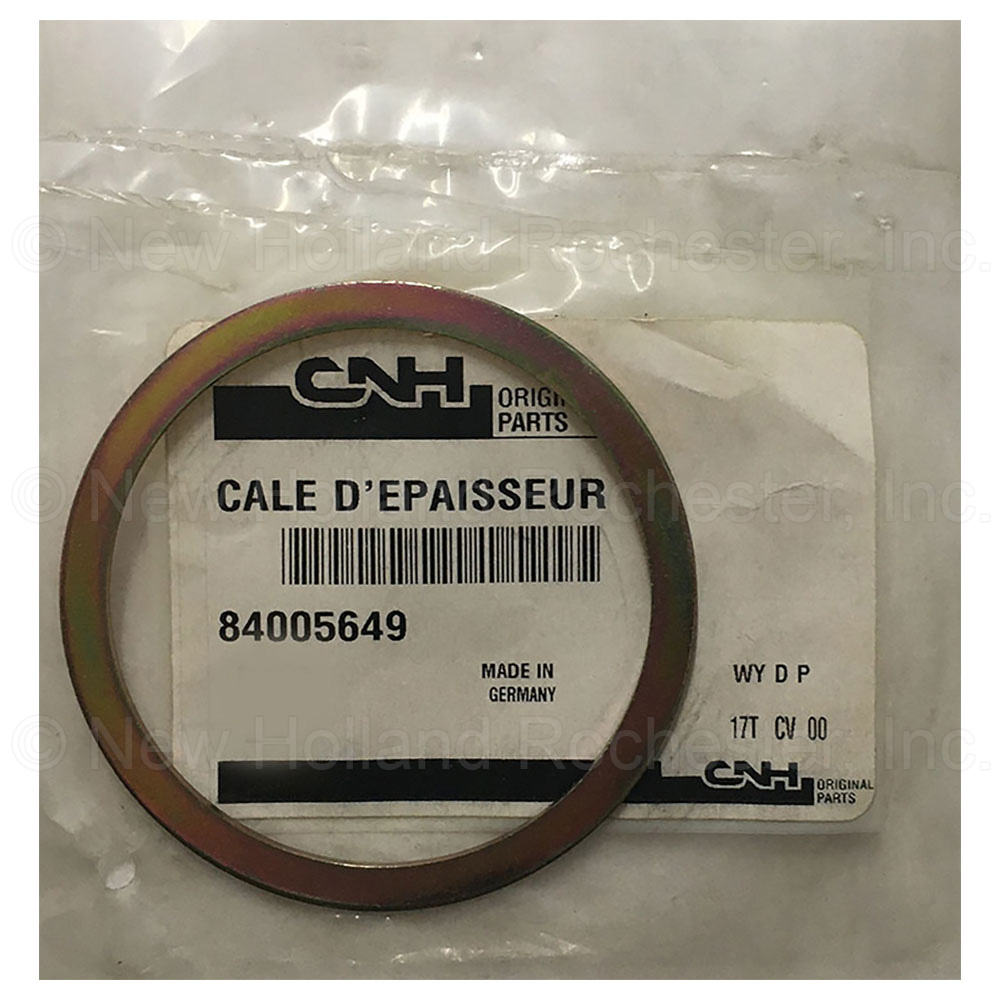 © New Holland Rochester, Inc.
CNH
ORIGIN
PARTS
CALE D'EPAISSEUR
© New Holland Rochester, Inc.
84005649
MADE IN
GERMANY
WY D P
17T CV 00
© New Holland Rochester, Inc.
CNH
ORIGINAL
PARTS